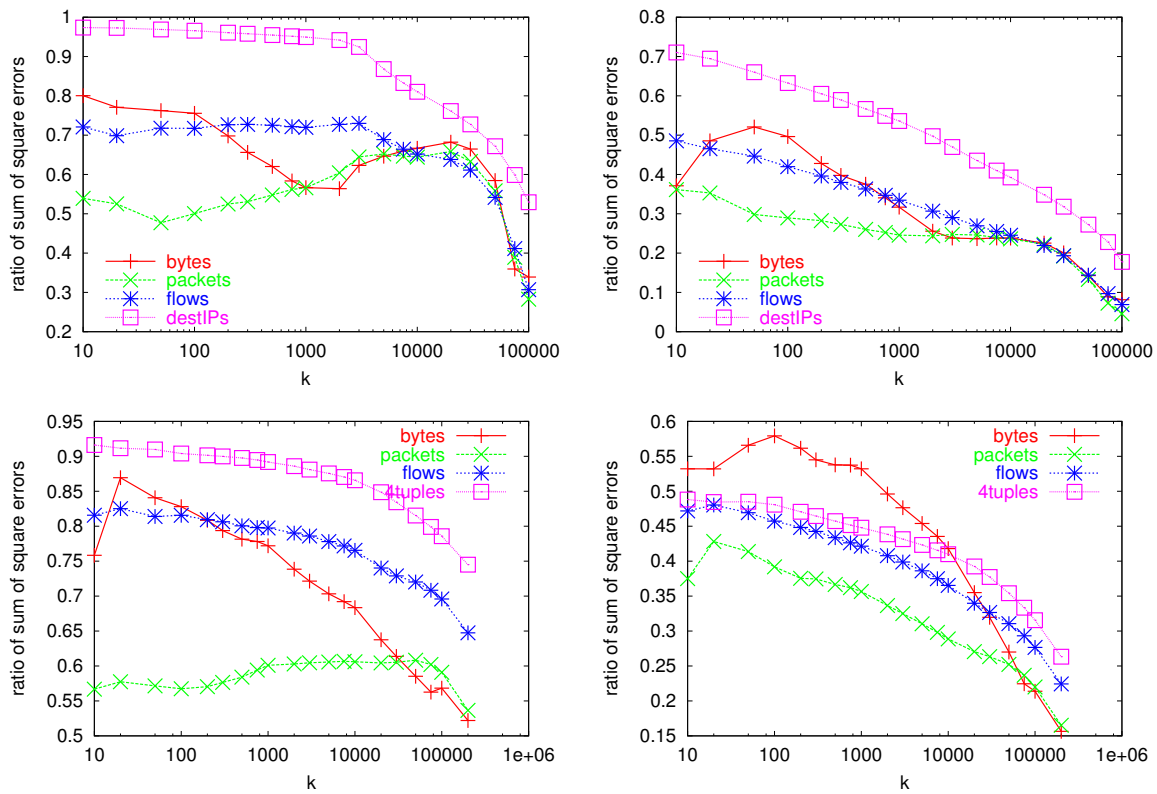 ratio of sum of square errors
1
0.9
0.8
0.7
0.6
0.5
0.4
0.3
0.2
bytes
packets
flows
destIPs
10 100 1000 10000 100000
k
ratio of sum of square errors
0.8
0.7
0.6
0.5
0.4
0.3
0.2
0.1
0
bytes
packets
flows
destIPs
10 100 1000 10000 100000
k
ratio of sum of square errors
0.95
0.9
0.85
0.8
0.75
0.7
0.65
0.6
0.55
0.5
bytes
packets
flows
4tuples
10 100 1000 10000 100000 1e+06
k
ratio of sum of square errors
0.6
0.55
0.5
0.45
0.4
0.35
0.3
0.25
0.2
0.15
bytes
packets
flows
4tuples
10 100 1000 10000 100000 1e+06
k